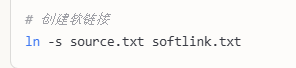 # 创建软链接
ln -s source.txt softlink.txt